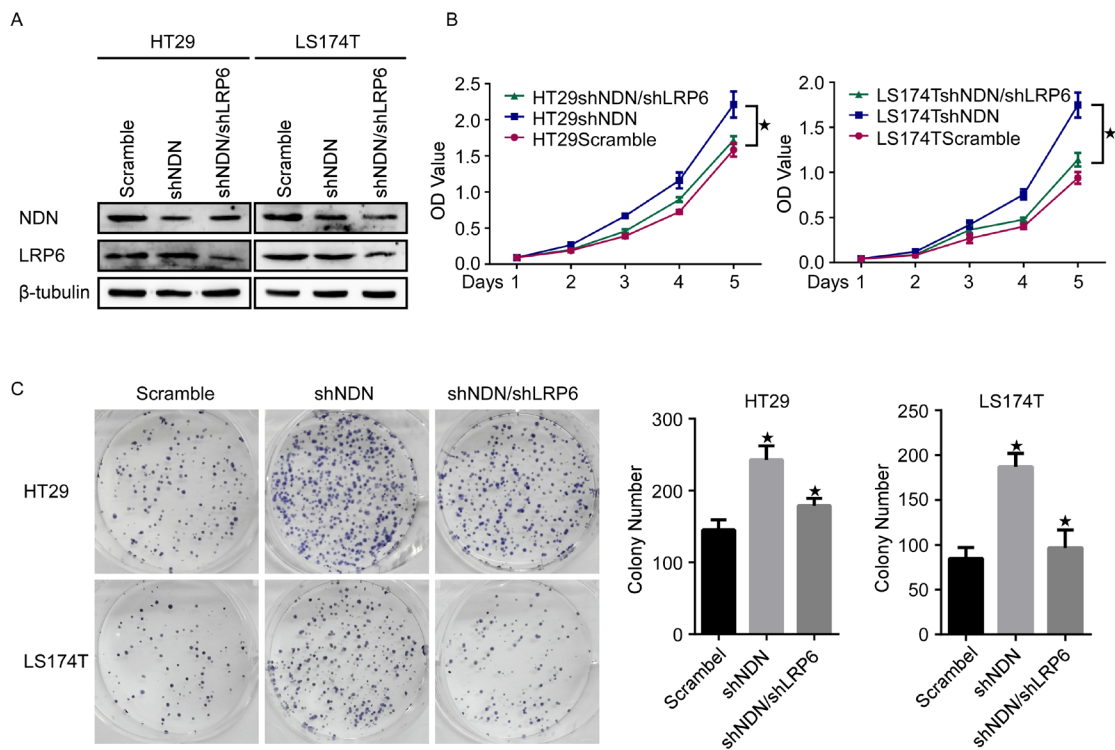 A
HT29 LS174T
Scramble shNDN shNDN/shLRP6 Scramble shNDN shNDN/shLRP6
NDN
LRP6
β-tubulin
B
OD Value
2.5
2.0
1.5
1.0
0.5
0.0
HT29shNDN/shLRP6
HT29shNDN
HT29Scramble
★
Days 1 2 3 4 5
OD Value
2.0
1.5
1.0
0.5
0.0
LS174TshNDN/shLRP6
LS174TshNDN
LS174TScramble
★
Days 1 2 3 4 5
C
Scramble shNDN shNDN/shLRP6
HT29
LS174T
HT29
Colony Number
300
200
100
0
★
★
Scrambel shNDN shNDN/shLRP6
LS174T
Colony Number
250
200
150
100
50
0
★
★
Scrambel shNDN shNDN/shLRP6